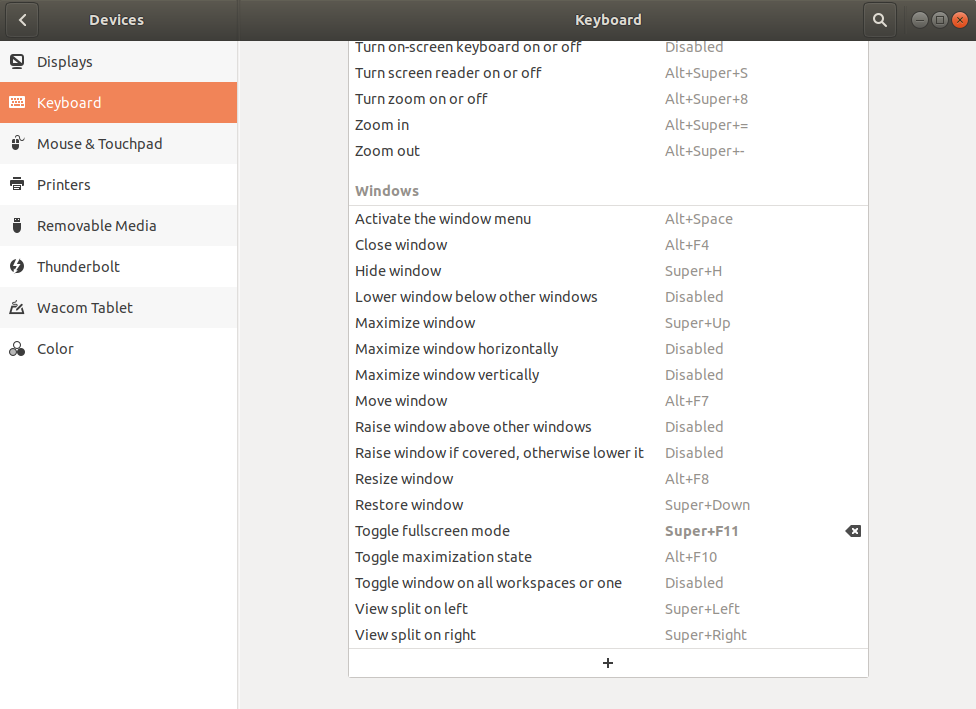 Devices
Keyboard
Displays
Keyboard
Mouse & Touchpad
Printers
Removable Media
Thunderbolt
Wacom Tablet
Color
Turn on-screen keyboard on or off Disabled
Turn screen reader on or off Alt+Super+S
Turn zoom on or off Alt+Super+8
Zoom in Alt+Super+=
Zoom out Alt+Super+-
Windows
Activate the window menu Alt+Space
Close window Alt+F4
Hide window Super+H
Lower window below other windows Disabled
Maximize window Super+Up
Maximize window horizontally Disabled
Maximize window vertically Disabled
Move window Alt+F7
Raise window above other windows Disabled
Raise window if covered, otherwise lower it Disabled
Resize window Alt+F8
Restore window Super+Down
Toggle fullscreen mode Super+F11
Toggle maximization state Alt+F10
Toggle window on all workspaces or one Disabled
View split on left Super+Left
View split on right Super+Right
+